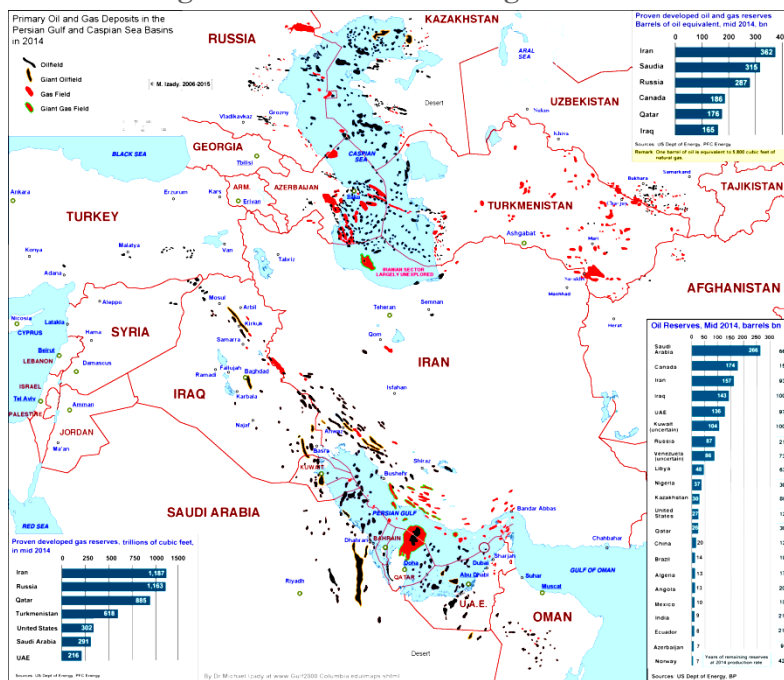 Primary Oil and Gas Deposits in the
Persian Gulf and Caspian Sea Basins
in 2014
Oilfield
Giant Oilfield
Gas Field
Giant Gas Field
© M. Izady, 2006-2015
RUSSIA
KAZAKHSTAN
ARAL
SEA
Desert
UZBEKISTAN
Nukus
Vladikavkaz
Grozny
GEORGIA
Tbilisi
BLACK SEA
CASPIAN
SEA
ARM.
AZERBAIJAN
Erivan
Baku
Ankara
Erzurum
Kars
TURKEY
Konya
Malatya
Van
Adana
Tabriz
TURKMENISTAN
Ashgabat
Mari
Bukhara
Samarkand
TAJIKISTAN
AFGHANISTAN
Mashhad
Herat
IRANIAN SECTOR
LARGELY UNEXPLORED
Nicosia
CYPRUS
Latakia
Aleppo
Hama
SYRIA
Beirut
LEBANON
Damascus
ISRAEL
Tel Aviv
PALESTINE
Amman
JORDAN
Ma'an
Mosul
Arbil
Kirkuk
Samarra
Ramadi
Fallujah
Baghdad
Karbala
IRAQ
Najaf
Basra
KUWAIT
Teheran
Semnan
Qom
IRAN
Isfahan
Ahwaz
Shiraz
Bushehr
Bandar Abbas
Chahbahar
PERSIAN GULF
SAUDI ARABIA
RED SEA
Riyadh
Dhahran
BAHRAIN
Doha
QATAR
Dubai
Sharjah
Abu Dhabi
U.A.E.
GULF OF OMAN
Suhar
Muscat
OMAN
Desert
Proven developed oil and gas reserves
Barrels of oil equivalent, mid 2014, bn
0 100 200 300
Iran 362
Saudia 315
Russia 287
Canada 186
Qatar 176
Iraq 165
Sources: US Dept of Energy, PFC Energy
Remark: One barrel of oil is equivalent to 5,800 cubic feet of
natural gas.
Oil Reserves, Mid 2014, barrels bn
0 50 100 150 200 250 300
Saudi
Arabia 266
Canada 174
Iran 157
Iraq 143
UAE 136
Kuwait
(uncertain) 104
Russia 87
Venezuela
(uncertain) 86
Libya 48
Nigeria 37
Kazakhstan 30
United
States
Qatar
China 20
Brazil 14
Algeria
Angola 13
Mexico 10
India 9
Ecuador 8
Azerbaijan 7
Norway 7
Years of remaining reserves
at 2014 production rate
Sources: US Dept of Energy, BP
Proven developed gas reserves, trillions of cubic feet,
in mid 2014
0 250 500 750 1000 1500
Iran 1,187
Russia 1,163
Qatar 885
Turkmenistan 618
United States 302
Saudi Arabia 291
UAE 216
Sources: US Dept of Energy, PFC Energy
By Dr Michael Izady at www.Gulf2000.Columbia.edu/maps.shtml